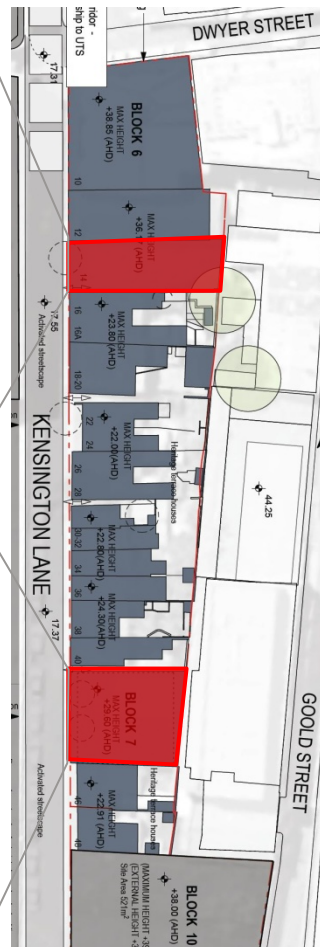 DWYER STREET
ridor -
ship to UTS
17.31
BLOCK 6
MAX HEIGHT
+38.85 (AHD)
10
12
MAX HEIGHT
+36.17 (AHD)
14
16
16A
18-20
MAX HEIGHT
+23.80 (AHD)
17.55
Activated streetscape
22
24
26
28
MAX HEIGHT
+22.00(AHD)
Heritage terrace houses
44.25
KENSINGTON LANE
30-32
34
36
38
40
MAX HEIGHT
+22.80(AHD)
MAX HEIGHT
+24.30(AHD)
17.37
GOOLD STREET
BLOCK 7
MAX HEIGHT
+29.60 (AHD)
Heritage terrace houses
Activated streetscape
46
48
MAX HEIGHT
+22.91 (AHD)
BLOCK 10
+38.00 (AHD)
(MAXIMUM HEIGHT
(EXTERNAL HEIGHT
Site Area 521m²